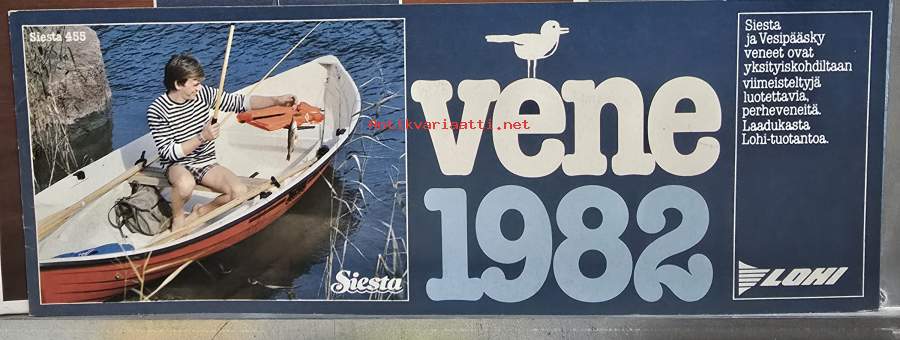 Siesta 455
Siesta
vene
1982
Antikvariaatti.net
Siesta
ja Vesipääsky
veneet ovat
yksityiskohdiltaan
viimeisteltyjä
luotettavia,
perheveneitä.
Laadukasta
Lohi-tuotantoa.
LOHI